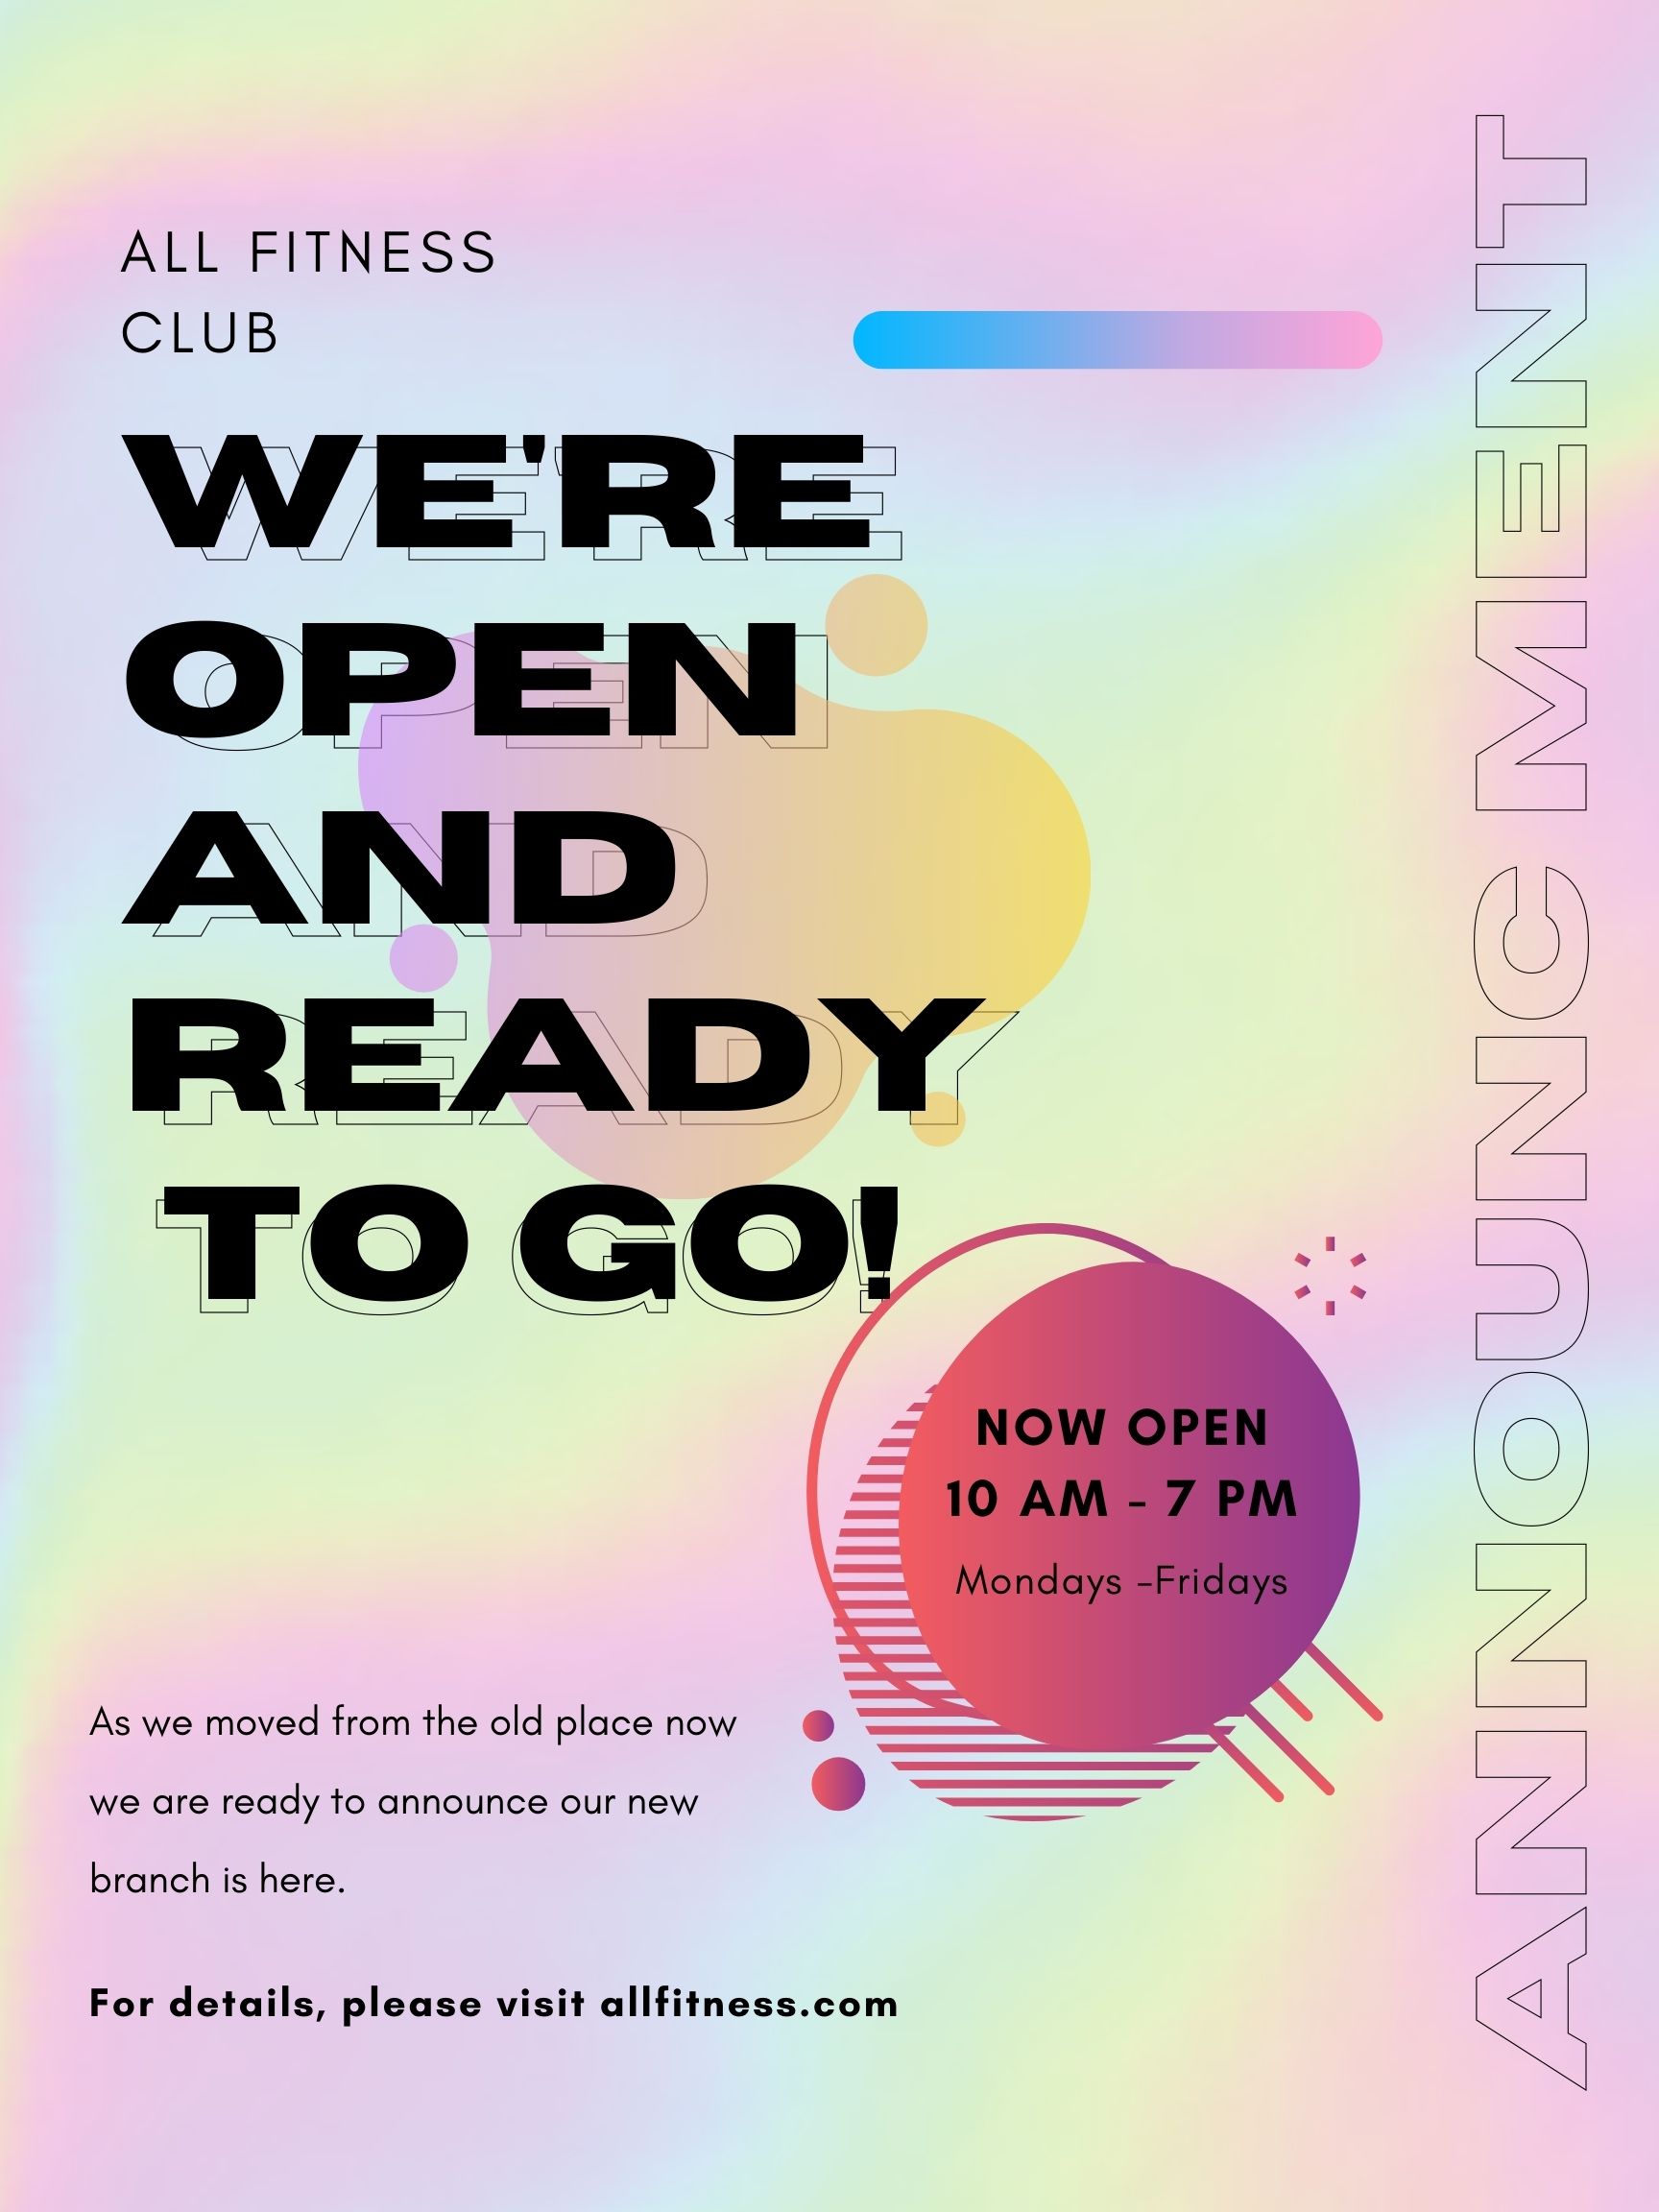 ALL FITNESS
CLUB
WE'RE
OPEN
AND
READY
TO GO!
NOW OPEN
10 AM - 7 PM
Mondays -Fridays
As we moved from the old place now
we are ready to announce our new
branch is here.
For details, please visit allfitness.com
ANNOUNC MENT